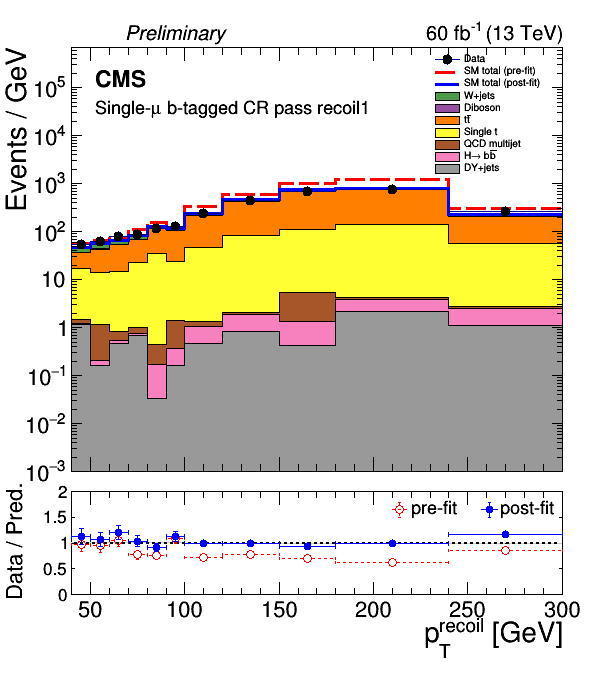 Preliminary 60 fb⁻¹ (13 TeV)
CMS
Single-μ b-tagged CR pass recoil1
Data
SM total (pre-fit)
SM total (post-fit)
W+jets
Diboson
tt̅
Single t
QCD multijet
H→ bb̅
DY+jets
Events / GeV
10⁵
10⁴
10³
10²
10
1
10⁻¹
10⁻²
10⁻³
pre-fit post-fit
Data / Pred.
2
1.5
1
0.5
0
50 100 150 200 250 300
p_T^recoil [GeV]